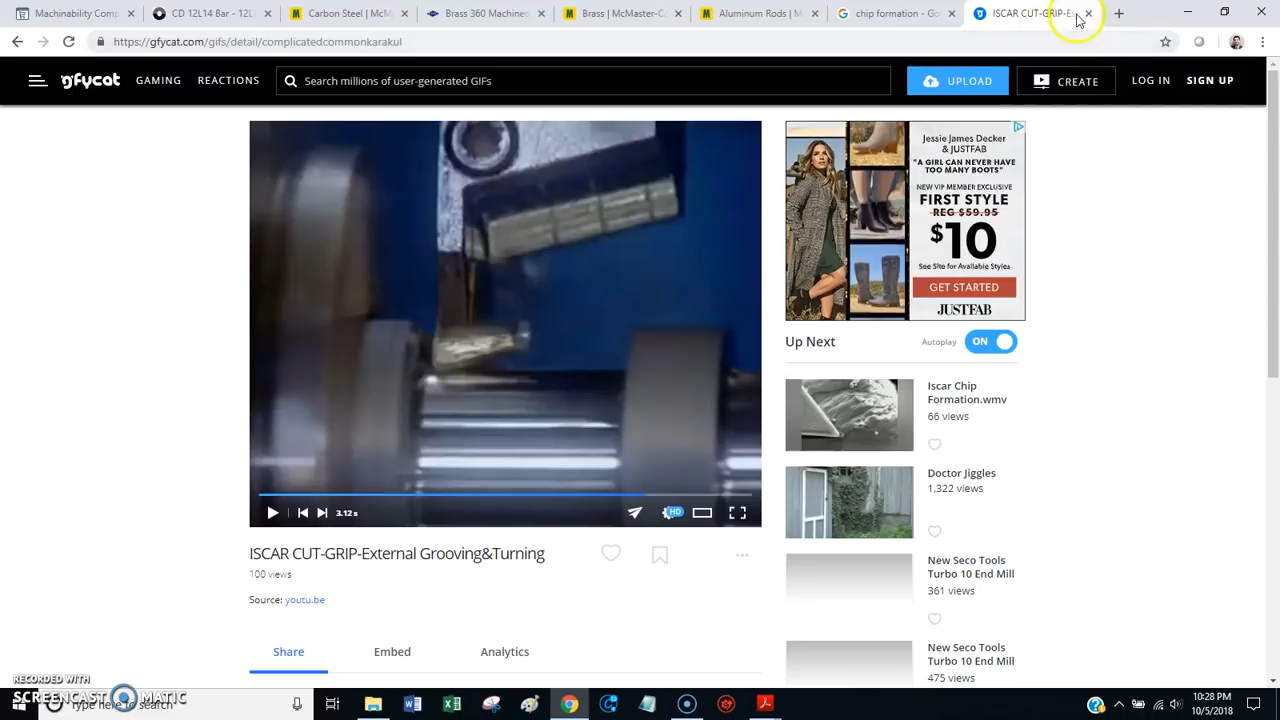 Machinability Comp
CD 12L14 Bar - 12L
Carbon Steel | McM
Brass 360 Machined
Brass | McMaster-Ca
Aluminum Rods | M
chip formation - Go
ISCAR CUT-GRIP-Ex
https://gfycat.com/gifs/detail/complicatedcommonkarakul
gfycat
GAMING
REACTIONS
Search millions of user-generated GIFs
UPLOAD
CREATE
LOG IN
SIGN UP
Jessie James Decker
& JUSTFAB
"A GIRL CAN NEVER HAVE
TOO MANY BOOTS"
NEW VIP MEMBER EXCLUSIVE
FIRST STYLE
REG $59.95
$10
See Site for Available Styles
GET STARTED
JUSTFAB
Up Next
Autoplay
ON
Iscar Chip
Formation.wmv
66 views
Doctor Jiggles
1,322 views
New Seco Tools
Turbo 10 End Mill
361 views
New Seco Tools
Turbo 10 End Mill
475 views
3.12 s
HD
ISCAR CUT-GRIP-External Grooving&Turning
100 views
Source: youtu.be
Share
Embed
Analytics
RECORDED WITH
SCREENCAST MATIC
Type here to search
10:28 PM
10/5/2018